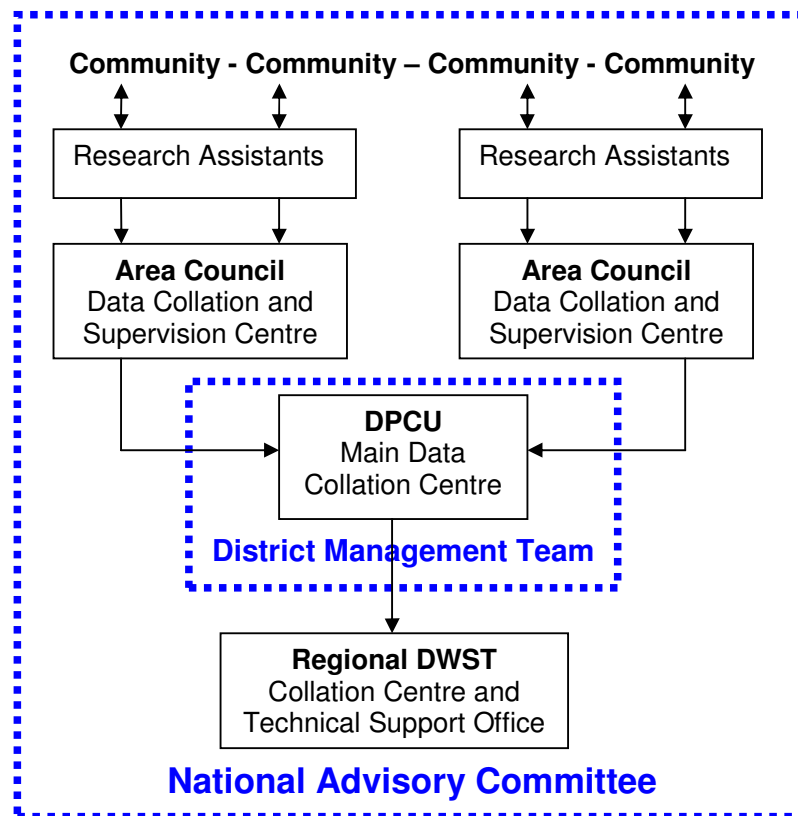 Community - Community – Community - Community
Research Assistants
Research Assistants
Area Council
Data Collation and
Supervision Centre
Area Council
Data Collation and
Supervision Centre
DPCU
Main Data
Collation Centre
District Management Team
Regional DWST
Collation Centre and
Technical Support Office
National Advisory Committee